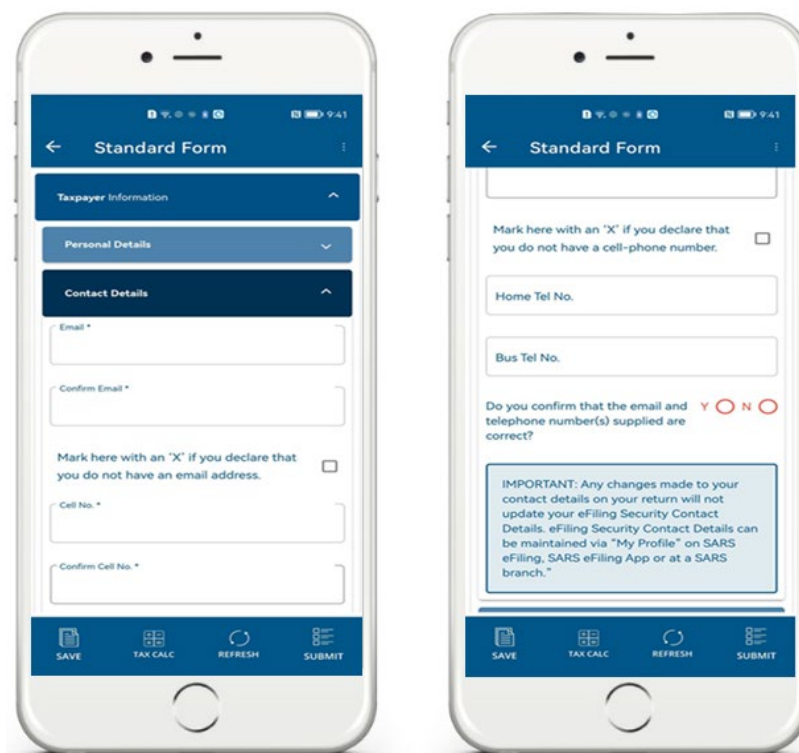 9:41
Standard Form
Taxpayer Information
Personal Details
Contact Details
Email *
Confirm Email *
Mark here with an 'X' if you declare that
you do not have an email address.
Cell No. *
Confirm Cell No. *
SAVE
TAX CALC
REFRESH
SUBMIT
9:41
Standard Form
Mark here with an 'X' if you declare that
you do not have a cell-phone number.
Home Tel No.
Bus Tel No.
Do you confirm that the email and
telephone number(s) supplied are
correct?
Y N
IMPORTANT: Any changes made to your
contact details on your return will not
update your eFiling Security Contact
Details. eFiling Security Contact Details can
be maintained via "My Profile" on SARS
eFiling, SARS eFiling App or at a SARS
branch."
SAVE
TAX CALC
REFRESH
SUBMIT